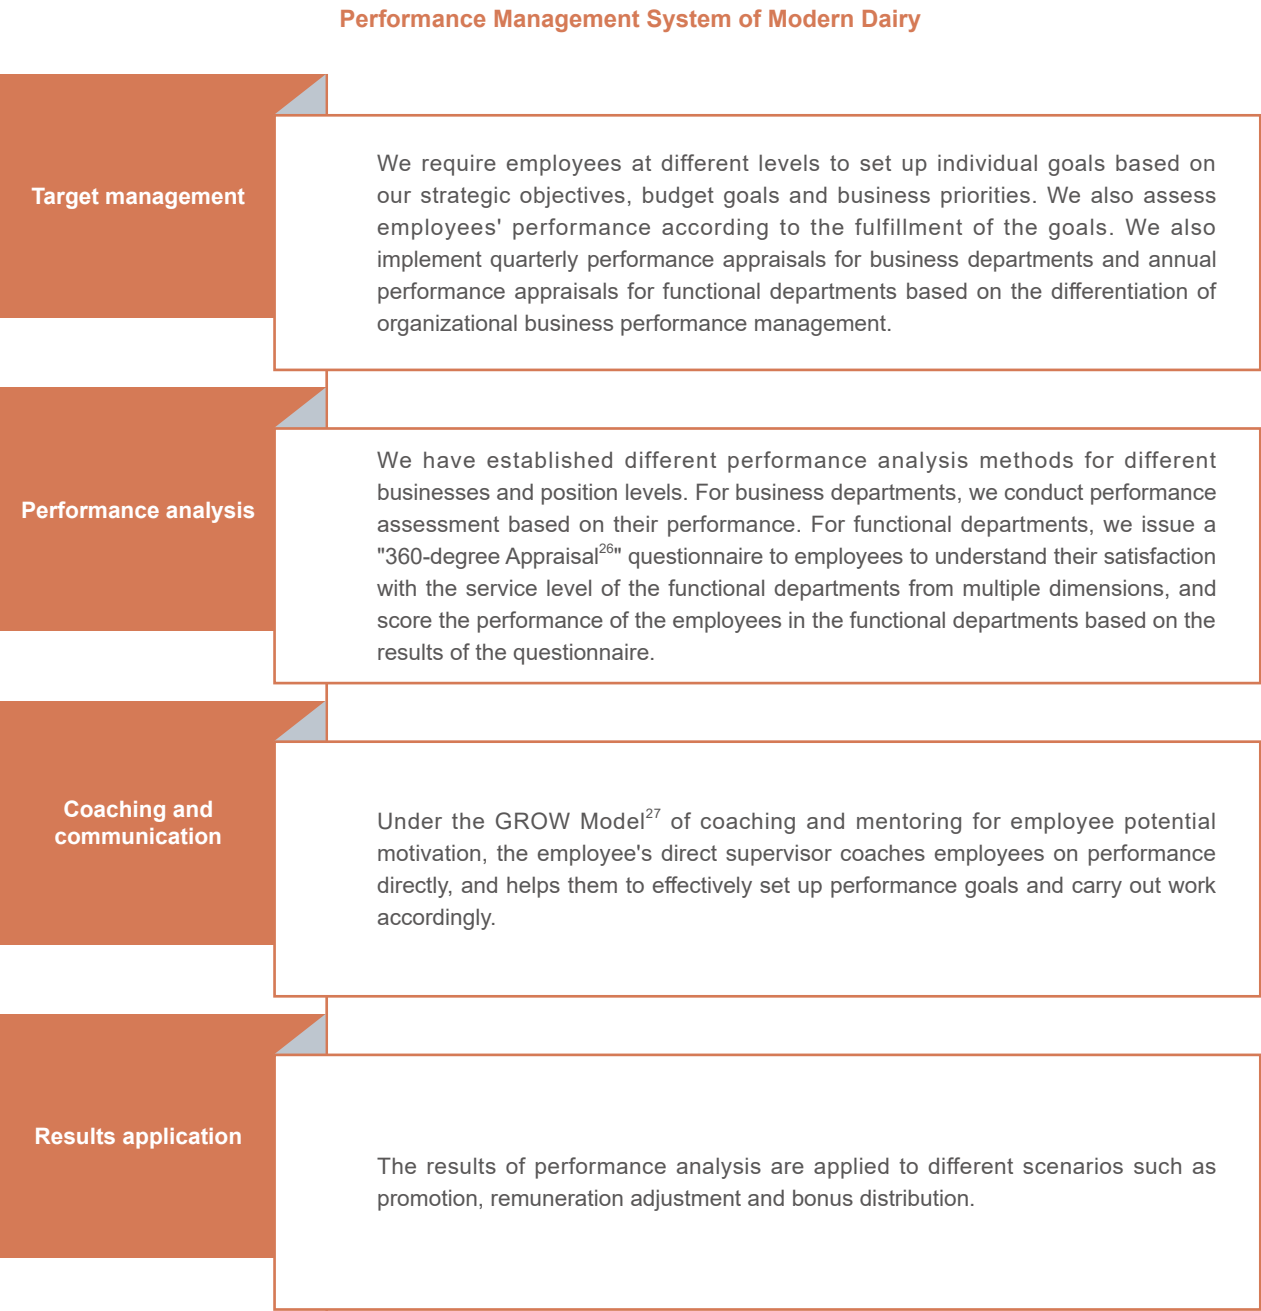 Performance Management System of Modern Dairy
Target management
We require employees at different levels to set up individual goals based on
our strategic objectives, budget goals and business priorities. We also assess
employees' performance according to the fulfillment of the goals. We also
implement quarterly performance appraisals for business departments and annual
performance appraisals for functional departments based on the differentiation of
organizational business performance management.
Performance analysis
We have established different performance analysis methods for different
businesses and position levels. For business departments, we conduct performance
assessment based on their performance. For functional departments, we issue a
"360-degree Appraisal26" questionnaire to employees to understand their satisfaction
with the service level of the functional departments from multiple dimensions, and
score the performance of the employees in the functional departments based on the
results of the questionnaire.
Coaching and
communication
Under the GROW Model27 of coaching and mentoring for employee potential
motivation, the employee's direct supervisor coaches employees on performance
directly, and helps them to effectively set up performance goals and carry out work
accordingly.
Results application
The results of performance analysis are applied to different scenarios such as
promotion, remuneration adjustment and bonus distribution.